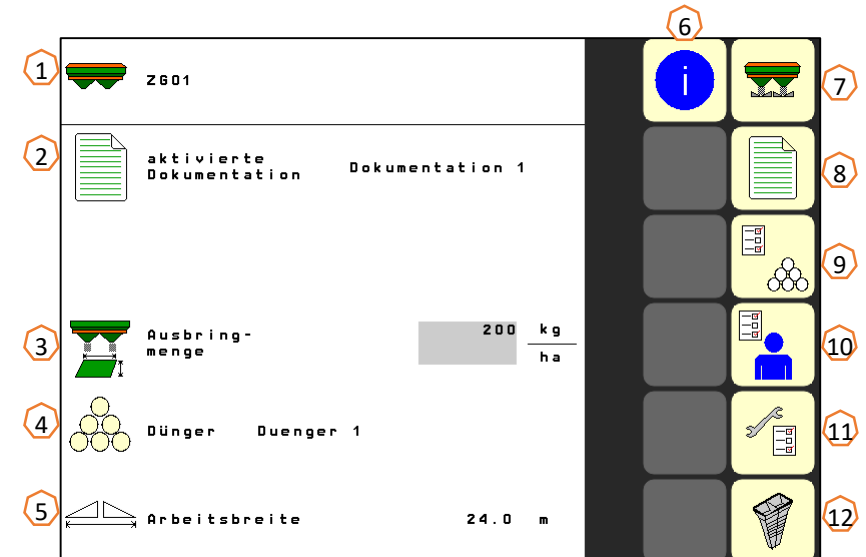 6
1
ZG01
i
7
2
aktivierte
Dokumentation
Dokumentation 1
8
9
3
Ausbring-
menge
200
kg
ha
10
4
Dünger
Duenger 1
11
5
Arbeitsbreite
24.0 m
12